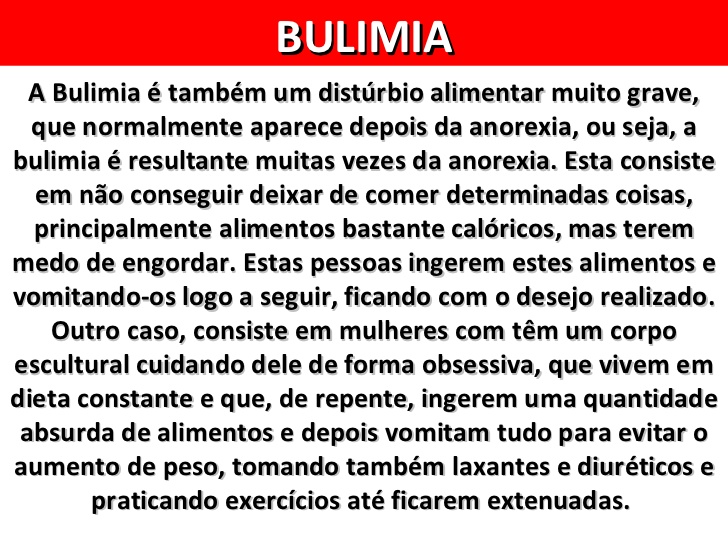 BULIMIA
A Bulimia é também um distúrbio alimentar muito grave,
que normalmente aparece depois da anorexia, ou seja, a
bulimia é resultante muitas vezes da anorexia. Esta consiste
em não conseguir deixar de comer determinadas coisas,
principalmente alimentos bastante calóricos, mas terem
medo de engordar. Estas pessoas ingerem estes alimentos e
vomitando-os logo a seguir, ficando com o desejo realizado.
Outro caso, consiste em mulheres com têm um corpo
escultural cuidando dele de forma obsessiva, que vivem em
dieta constante e que, de repente, ingerem uma quantidade
absurda de alimentos e depois vomitam tudo para evitar o
aumento de peso, tomando também laxantes e diuréticos e
praticando exercícios até ficarem extenuadas.